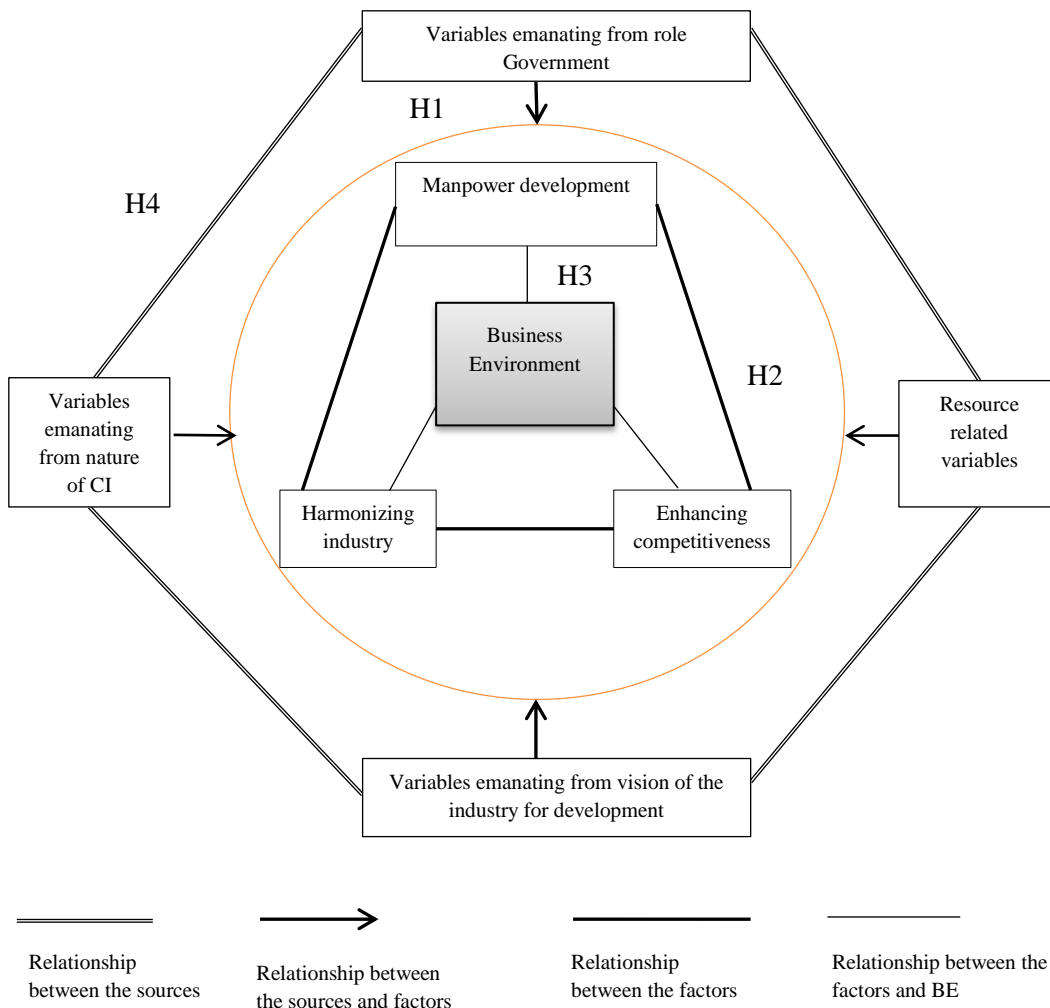 Variables emanating from role
Government
H1
Manpower development
H4
H3
Business
Environment
H2
Variables
emanating
from nature
of CI
Resource
related
variables
Harmonizing
industry
Enhancing
competitiveness
Variables emanating from vision of the
industry for development
Relationship
between the sources
Relationship between
the sources and factors
Relationship
between the factors
Relationship between the
factors and BE